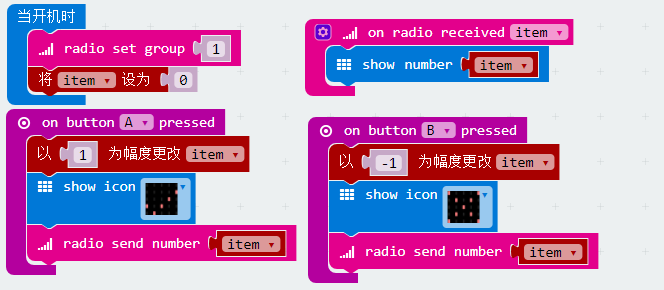 当开机时
radio set group 1
将 item 设为 0
on radio received item
show number item
on button A pressed
以 1 为幅度更改 item
show icon
radio send number item
on button B pressed
以 -1 为幅度更改 item
show icon
radio send number item